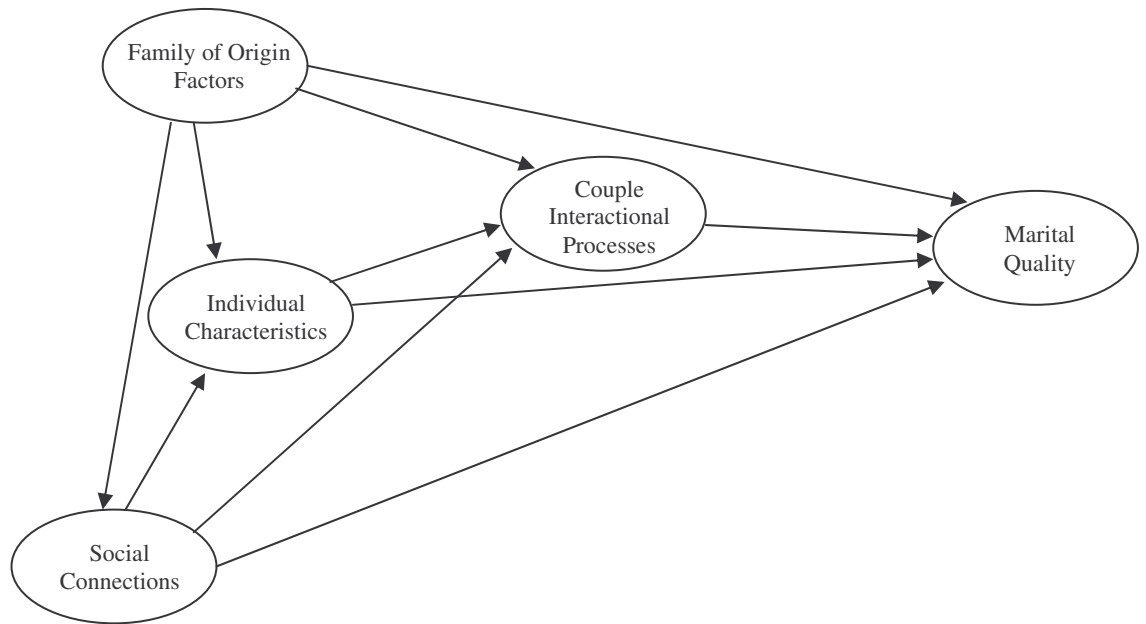 Family of Origin
Factors
Couple
Interactional
Processes
Marital
Quality
Individual
Characteristics
Social
Connections